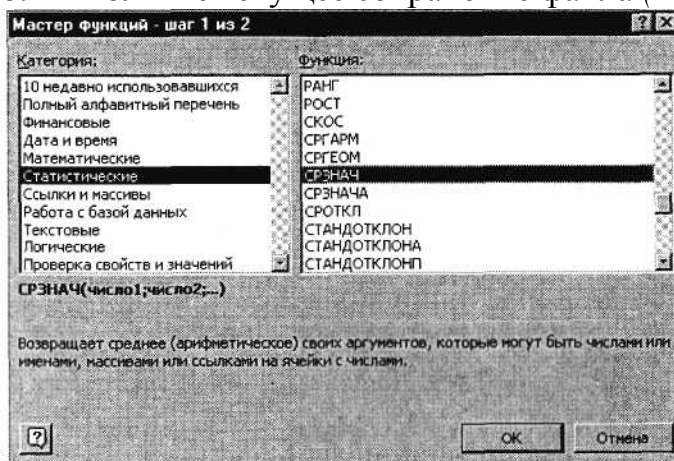 Мастер функций - шаг 1 из 2
Категория:
10 недавно использовавшихся
Полный алфавитный перечень
Финансовые
Дата и время
Математические
Статистические
Ссылки и массивы
Работа с базой данных
Текстовые
Логические
Проверка свойств и значений
Функция:
РАНГ
РОСТ
СКОС
СРГАРМ
СРГЕОМ
СРЗНАЧ
СРЗНАЧА
СРОТКЛ
СТАНДОТКЛОН
СТАНДОТКЛОНА
СТАНДОТКЛОНП
СРЗНАЧ(число1;число2;...)
Возвращает среднее (арифметическое) своих аргументов, которые могут быть числами или
именами, массивами или ссылками на ячейки с числами.
ОК
Отмена